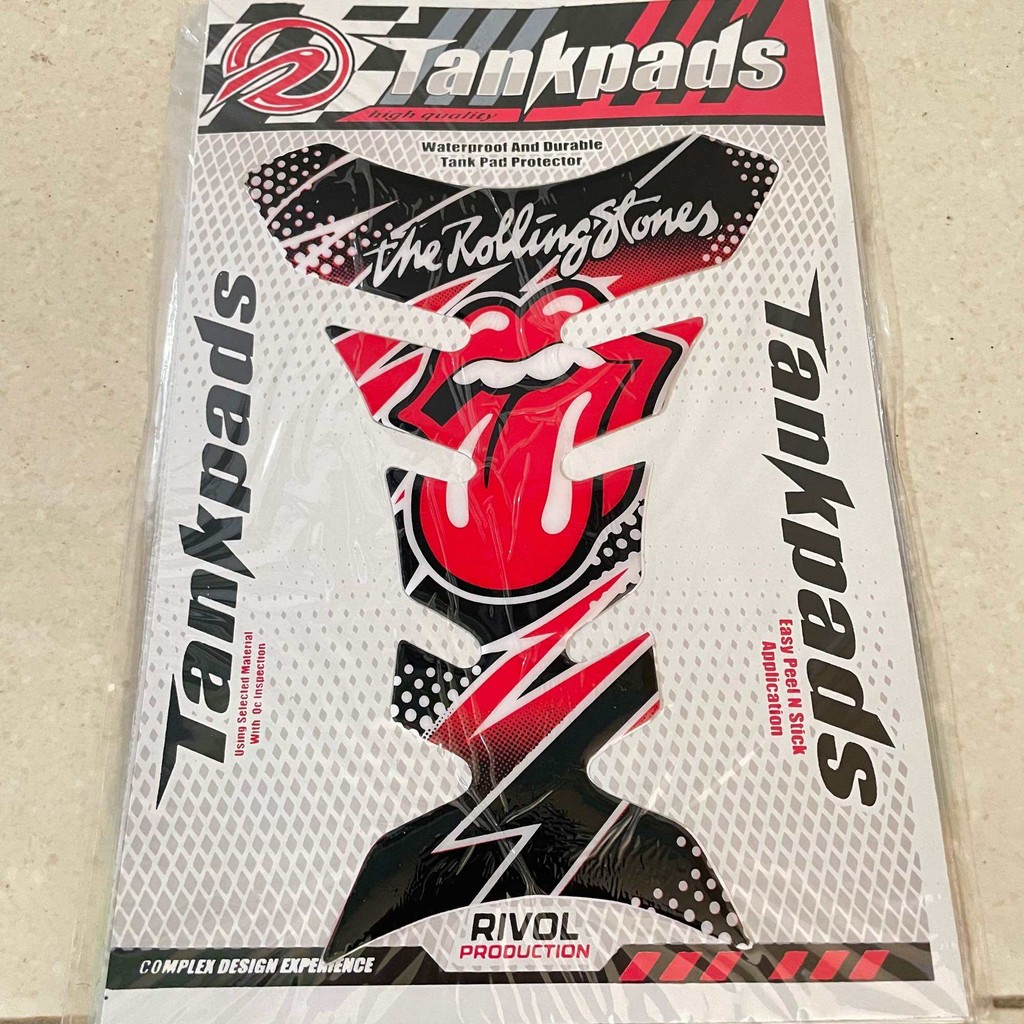 Tankpads
high quality
Waterproof And Durable
Tank Pad Protector
the Rolling Stones
Tankpads
Using Selected Material
With Qc Inspection
Tankpads
Easy Peel N Stick
Application
RIVOL
PRODUCTION
COMPLEX DESIGN EXPERIENCE